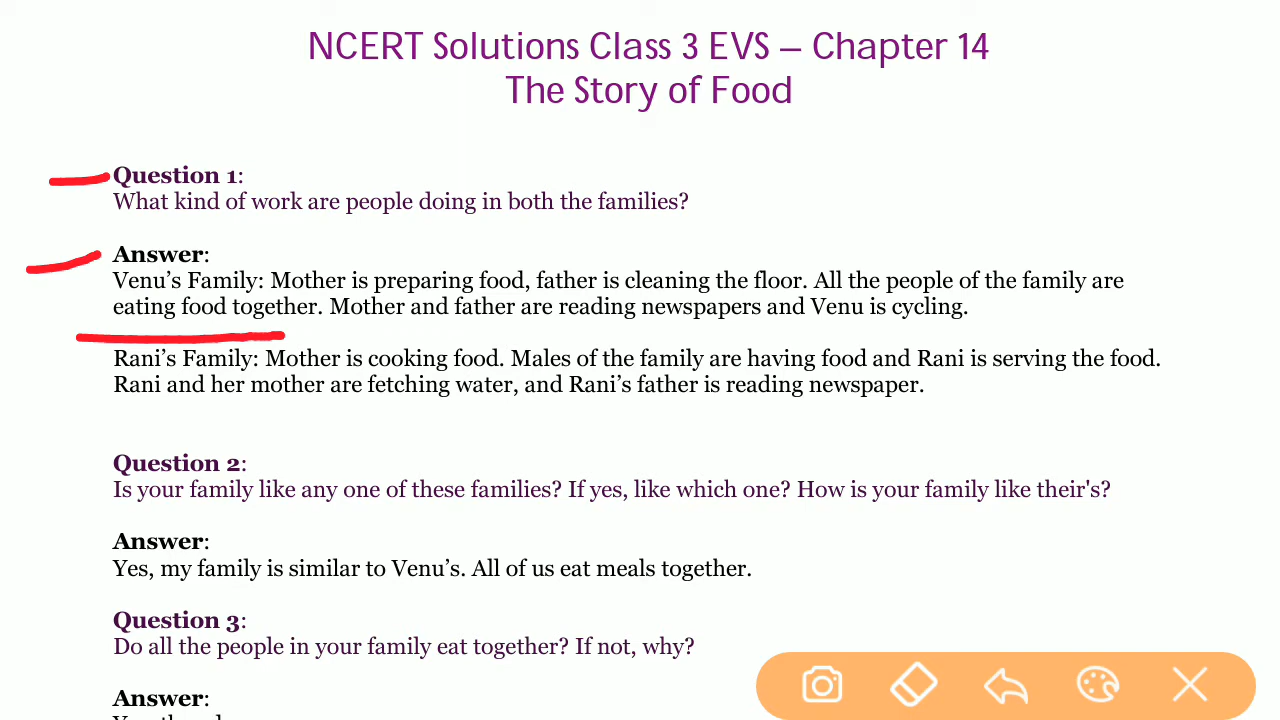 NCERT Solutions Class 3 EVS – Chapter 14
The Story of Food
Question 1:
What kind of work are people doing in both the families?
Answer:
Venu’s Family: Mother is preparing food, father is cleaning the floor. All the people of the family are
eating food together. Mother and father are reading newspapers and Venu is cycling.
Rani’s Family: Mother is cooking food. Males of the family are having food and Rani is serving the food.
Rani and her mother are fetching water, and Rani’s father is reading newspaper.
Question 2:
Is your family like any one of these families? If yes, like which one? How is your family like their's?
Answer:
Yes, my family is similar to Venu’s. All of us eat meals together.
Question 3:
Do all the people in your family eat together? If not, why?
Answer: